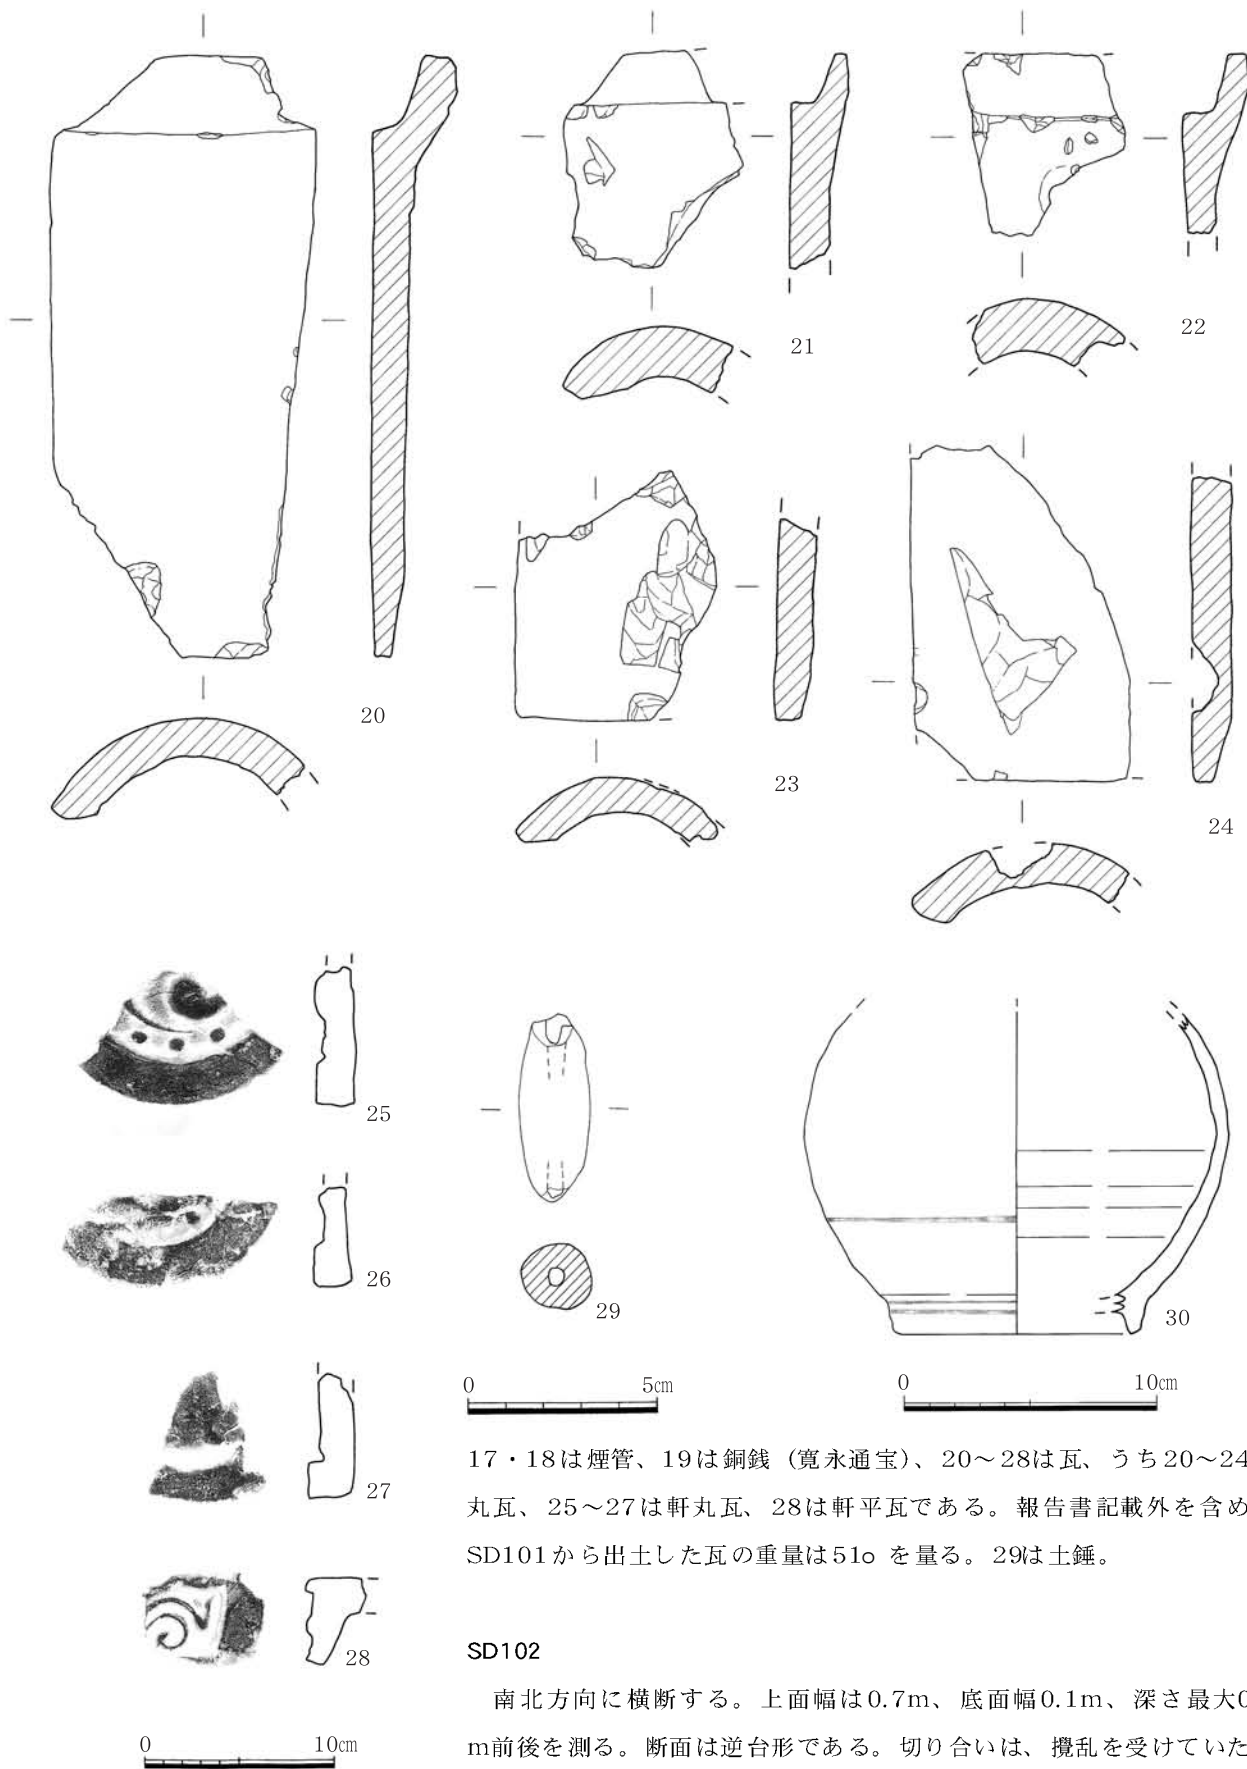 21
22
20
23
24
25
29
30
26
0 5cm
0 10cm
27
17・18は煙管、19は銅銭（寛永通宝）、20～28は瓦、うち20～24
丸瓦、25～27は軒丸瓦、28は軒平瓦である。報告書記載外を含め
SD101から出土した瓦の重量は51o を量る。29は土錘。
28
SD102
南北方向に横断する。上面幅は0.7m、底面幅0.1m、深さ最大0
m前後を測る。断面は逆台形である。切り合いは、攪乱を受けていた
0 10cm